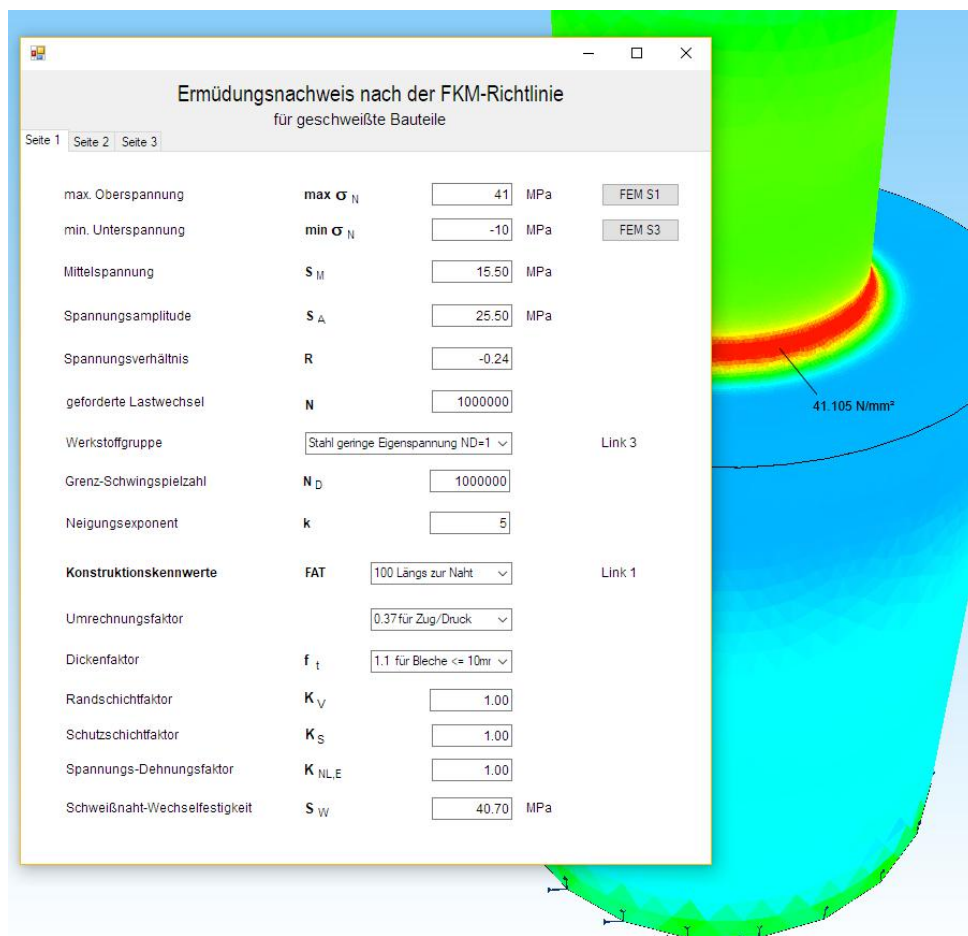 Ermüdungsnachweis nach der FKM-Richtlinie
für geschweißte Bauteile
Seite 1 Seite 2 Seite 3
max. Oberspannung max σ N 41 MPa FEM S1
min. Unterspannung min σ N -10 MPa FEM S3
Mittelspannung S M 15.50 MPa
Spannungsamplitude S A 25.50 MPa
Spannungsverhältnis R -0.24
geforderte Lastwechsel N 1000000
41.105 N/mm²
Werkstoffgruppe Stahl geringe Eigenspannung ND=1 Link 3
Grenz-Schwingspielzahl N D 1000000
Neigungsexponent k 5
Konstruktionskennwerte FAT 100 Längs zur Naht Link 1
Umrechnungsfaktor 0.37 für Zug/Druck
Dickenfaktor f t 1.1 für Bleche <= 10mr
Randschichtfaktor K V 1.00
Schutzschichtfaktor K S 1.00
Spannungs-Dehnungsfaktor K NL,E 1.00
Schweißnaht-Wechselfestigkeit S W 40.70 MPa